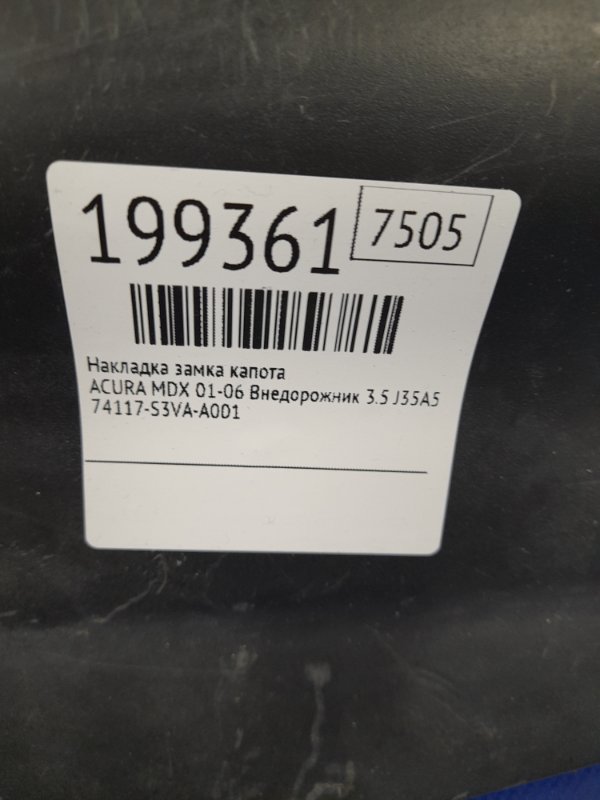 199361 7505
Накладка замка капота
ACURA MDX 01-06 Внедорожник 3.5 J35A5
74117-S3VA-A001